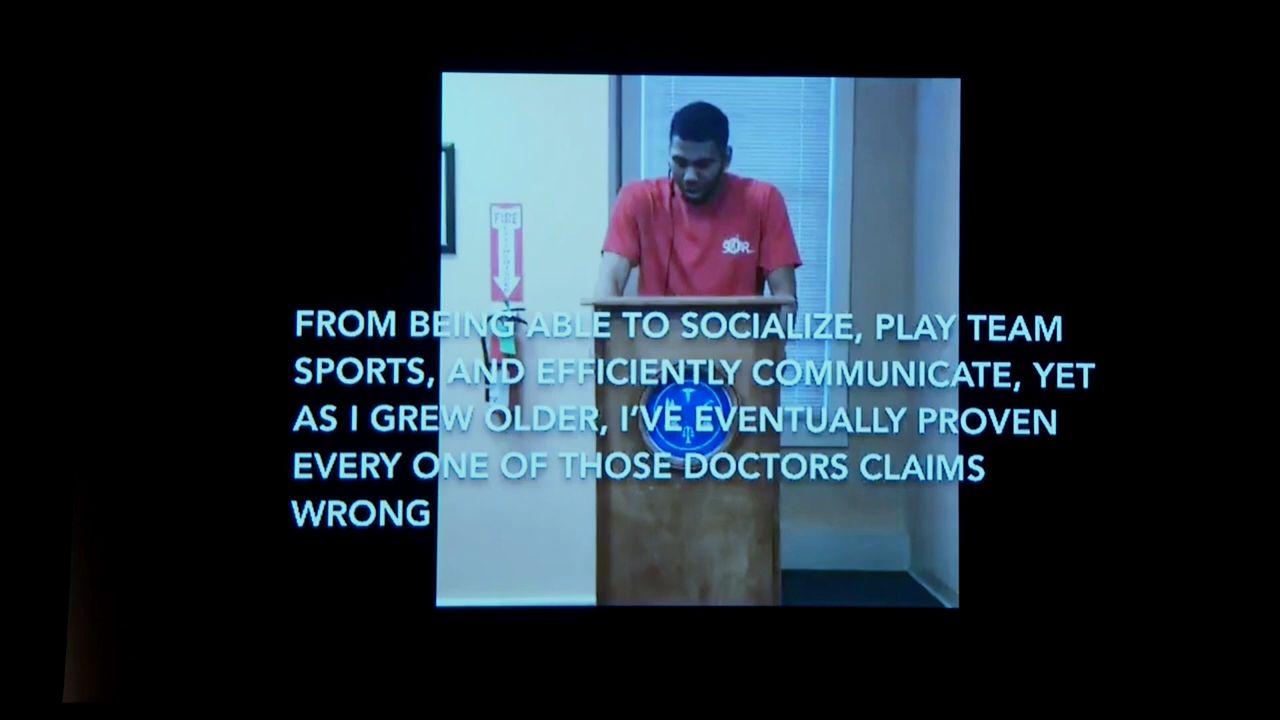 FIRE
SOAR
FROM BEING ABLE TO SOCIALIZE, PLAY TEAM
SPORTS, AND EFFICIENTLY COMMUNICATE, YET
AS I GREW OLDER, I'VE EVENTUALLY PROVEN
EVERY ONE OF THOSE DOCTORS CLAIMS
WRONG